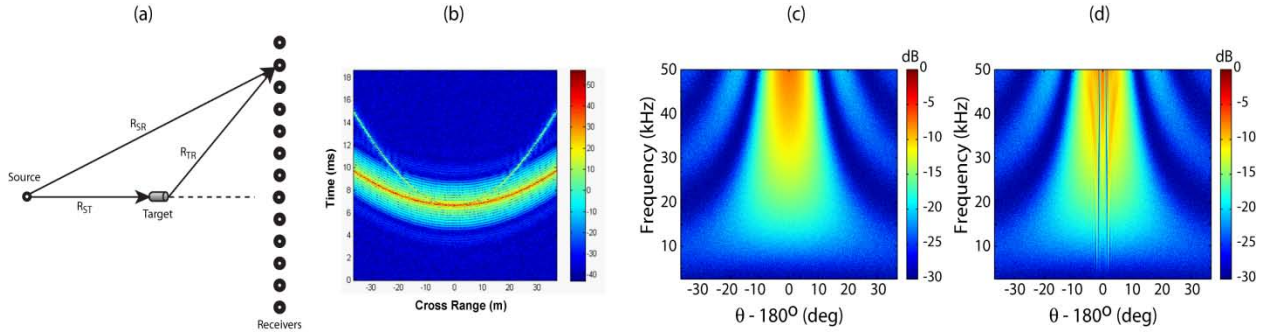 (a)
R_SR
R_TR
Source
R_ST
Target
Receivers
(b)
18
16
14
12
10
8
6
4
2
0
Time (ms)
-30 -20 -10 0 10 20 30
Cross Range (m)
50
40
30
20
10
0
-10
-20
-30
-40
(c)
50
40
30
20
10
Frequency (kHz)
-30 -20 -10 0 10 20 30
θ - 180⁰ (deg)
dB
0
-5
-10
-15
-20
-25
-30
(d)
50
40
30
20
10
Frequency (kHz)
-30 -20 -10 0 10 20 30
θ - 180⁰ (deg)
dB
0
-5
-10
-15
-20
-25
-30